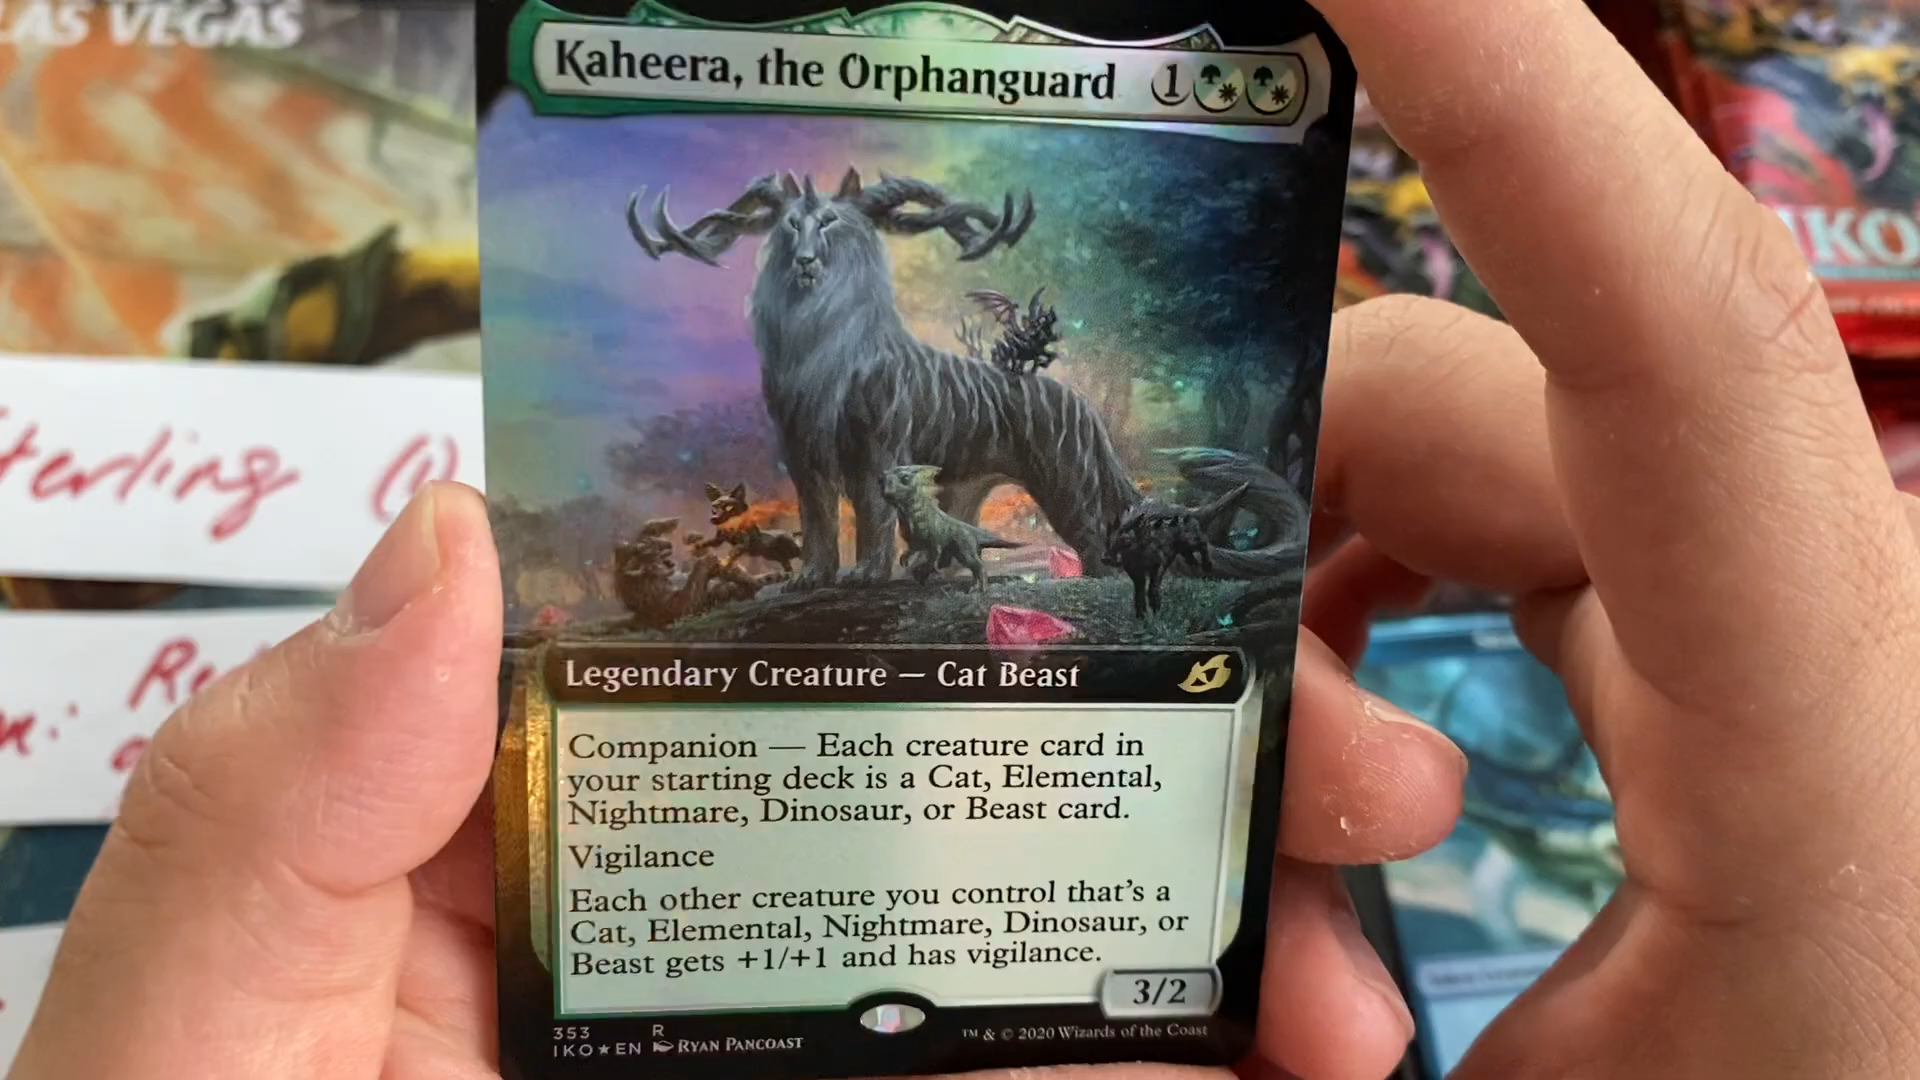 LAS VEGAS
Kaheera, the Orphanguard 1
IKO
terling (1)
Legendary Creature — Cat Beast
Companion — Each creature card in
your starting deck is a Cat, Elemental,
Nightmare, Dinosaur, or Beast card.
Vigilance
Each other creature you control that's a
Cat, Elemental, Nightmare, Dinosaur, or
Beast gets +1/+1 and has vigilance.
3/2
353 R
IKO★EN RYAN PANCOAST
™ & © 2020 Wizards of the Coast